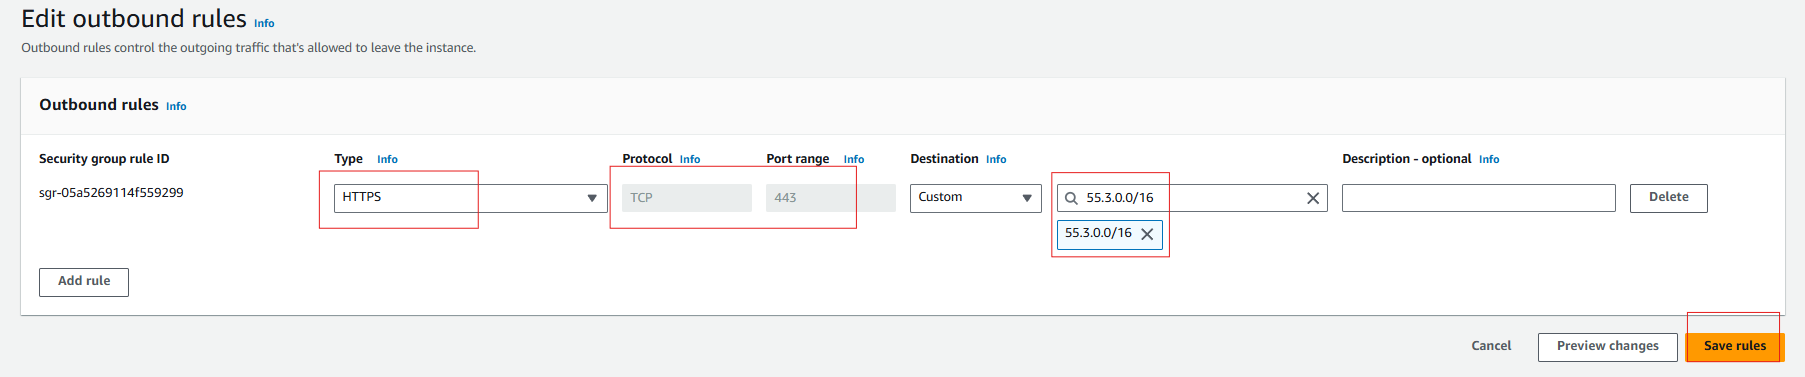 Edit outbound rules Info
Outbound rules control the outgoing traffic that's allowed to leave the instance.
Outbound rules Info
Security group rule ID Type Info Protocol Info Port range Info Destination Info Description - optional Info
sgr-05a5269114f559299 HTTPS TCP 443 Custom 55.3.0.0/16 Delete
55.3.0.0/16
Add rule
Cancel Preview changes Save rules